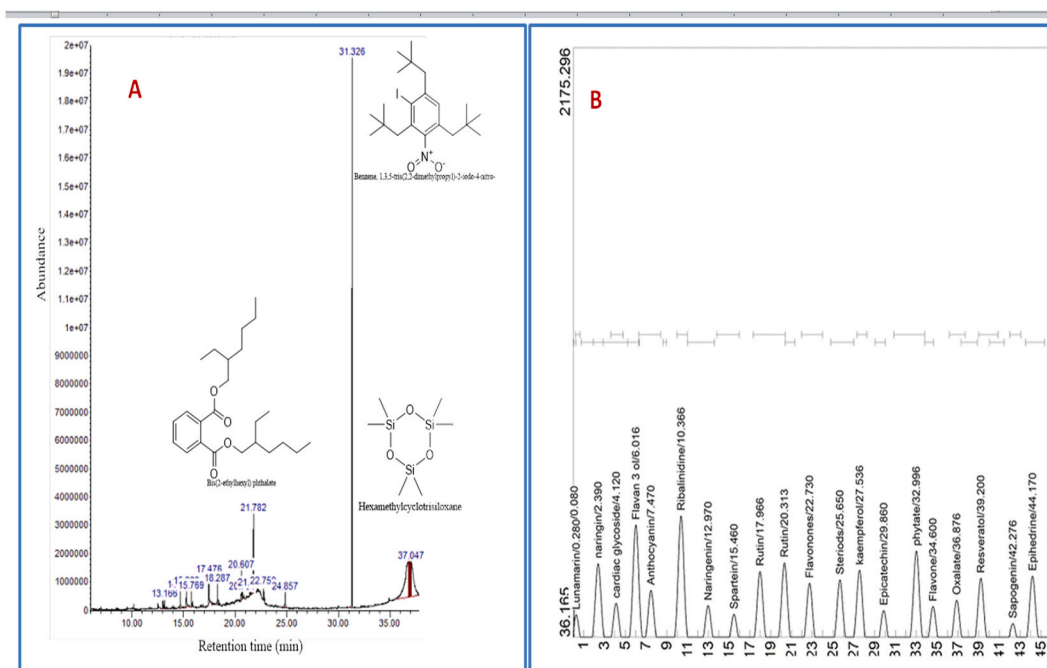 A
Abundance
2e+07
1.9e+07
1.8e+07
1.7e+07
1.6e+07
1.5e+07
1.4e+07
1.3e+07
1.2e+07
1.1e+07
1e+07
9000000
8000000
7000000
6000000
5000000
4000000
3000000
2000000
1000000
0
31.326
I
N+
O O-
Benzene, 1,3,5-tris(2,2-dimethylpropyl)-2-iodo-4-nitro-
O
O
O
O
Bis(2-ethylhexyl) phthalate
O
Si Si
O O
Si
Hexamethylcyclotrisiloxane
21.782
20.607
17.476
18.287
22.759
24.857
15.769
13.166
37.047
10.00 15.00 20.00 25.00 30.00 35.00
Retention time (min)
B
2175.296
36.165
Lunamarin/0.280/0.080
naringin/2.390
cardiac glycoside/4.120
Flavan 3 ol/6.016
Anthocyanin/7.470
Ribalinidine/10.366
Naringenin/12.970
Spartein/15.460
Rutin/17.966
Rutin/20.313
Flavonones/22.730
Steriods/25.650
kaempferol/27.536
Epicatechin/29.860
phytate/32.996
Flavone/34.600
Oxalate/36.876
Resveratol/39.200
Sapogenin/42.276
Epihedrine/44.170
1 3 5 7 9 11 13 15 17 19 21 23 25 27 29 31 33 35 37 39 41 43 45